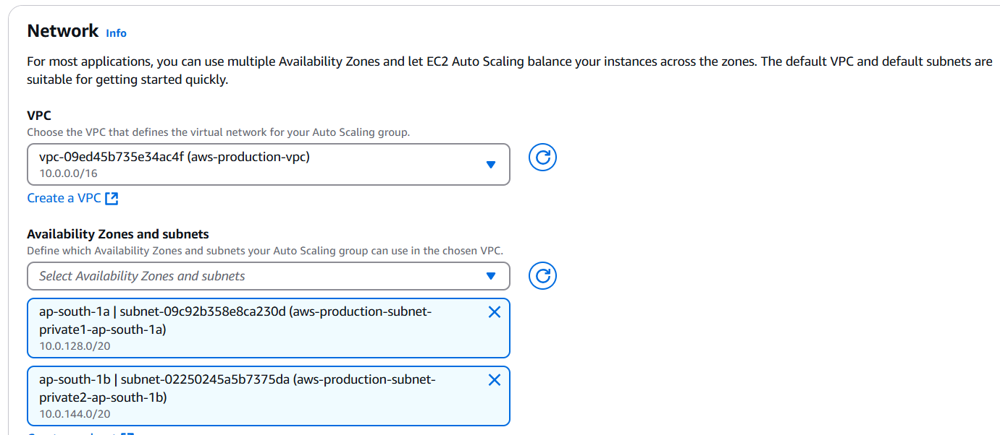 Network Info
For most applications, you can use multiple Availability Zones and let EC2 Auto Scaling balance your instances across the zones. The default VPC and default subnets are
suitable for getting started quickly.
VPC
Choose the VPC that defines the virtual network for your Auto Scaling group.
vpc-09ed45b735e34ac4f (aws-production-vpc)
10.0.0.0/16
Create a VPC
Availability Zones and subnets
Define which Availability Zones and subnets your Auto Scaling group can use in the chosen VPC.
Select Availability Zones and subnets
ap-south-1a | subnet-09c92b358e8ca230d (aws-production-subnet-
private1-ap-south-1a)
10.0.128.0/20
ap-south-1b | subnet-02250245a5b7375da (aws-production-subnet-
private2-ap-south-1b)
10.0.144.0/20